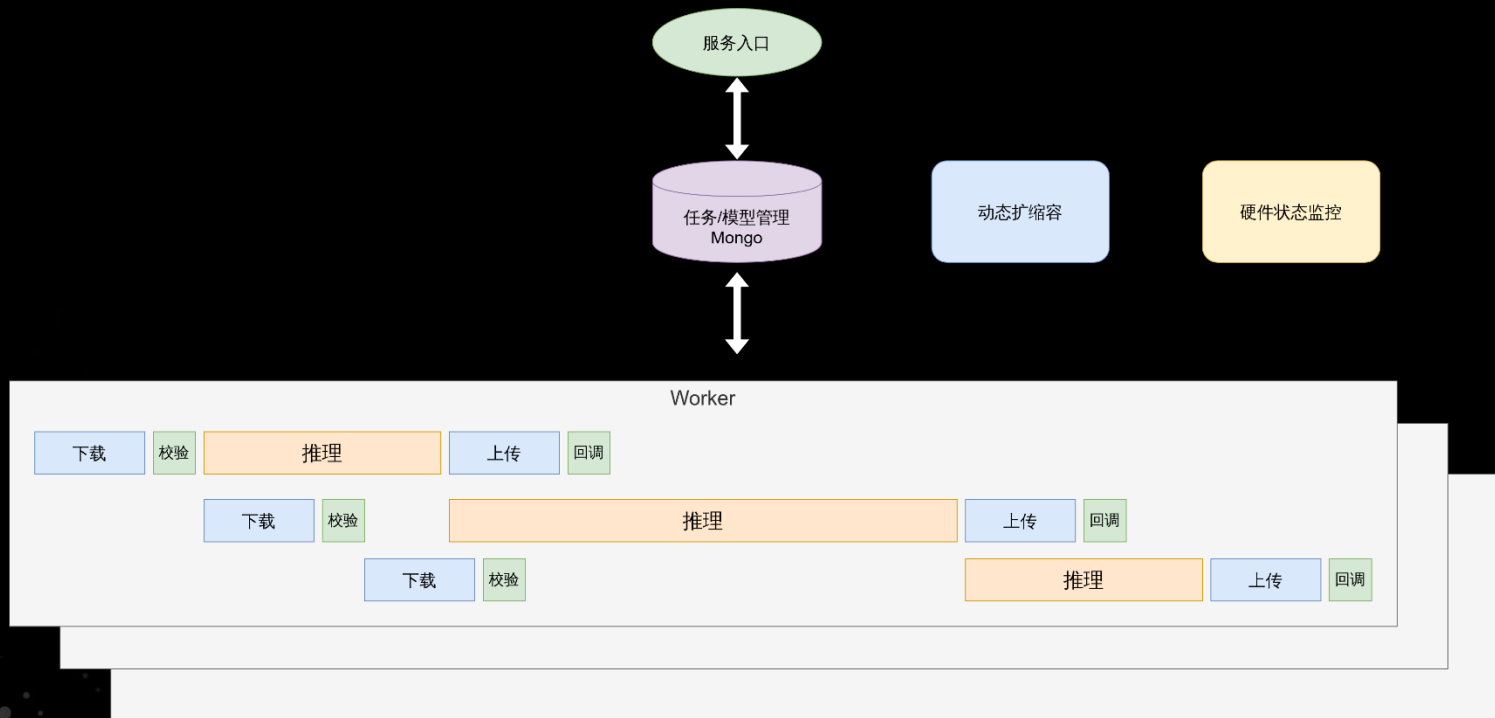 服务入口
任务/模型管理
Mongo
动态扩缩容
硬件状态监控
Worker
下载
校验
推理
上传
回调
下载
校验
推理
上传
回调
下载
校验
推理
上传
回调